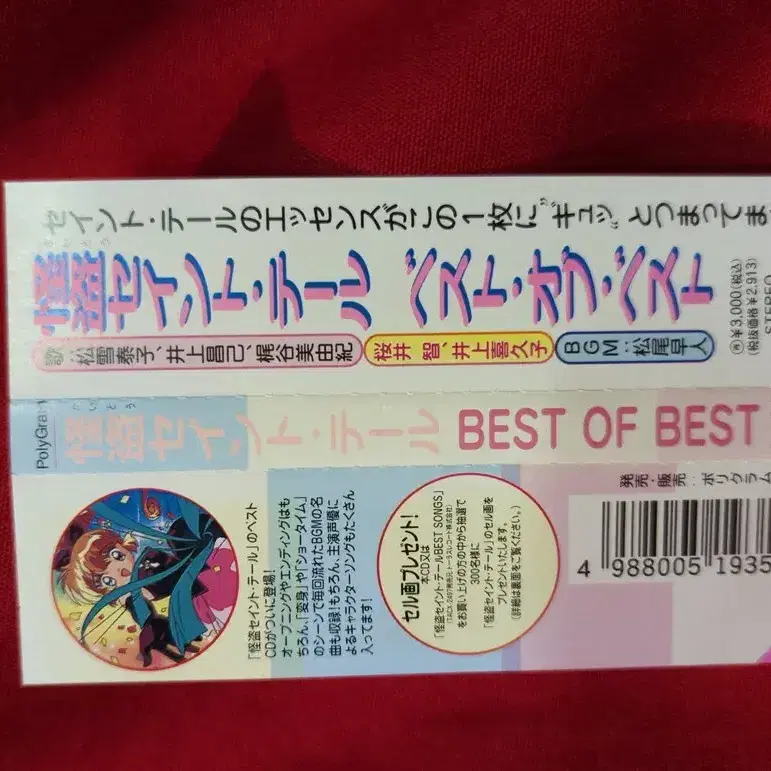 セイント・テールのエッセンスがこの1枚に"ギュッ"とつまってま
かいとう
怪盗セイント・テール ベスト・オブ・ベスト
歌:松雪泰子、井上昌己、梶谷美由紀
桜井 智、井上喜久子
BGM:松尾早人
¥3,000(税込)
(税抜価格¥2,913)
STEREO
PolyGram
かいとう
怪盗セイント・テール BEST OF BEST
「怪盗セイント・テール」のベスト
CDがついに登場!
オープニングやエンディングはも
ちろん、「変身」や「ショータイム」
のシーンで毎回流れたBGMの名
曲も収録!もちろん、主演声優に
よるキャラクターソングもたくさん
入ってます!
セル画プレゼント!
本CD又は
「怪盗セイント・テールBEST SONGS」
をお買い上げの方の中から抽選で
300名様に
「怪盗セイント・テール」のセル画を
プレゼントいたします。
(詳細は裏面をご覧ください。)
発売・販売:ポリグラム
4 988005 1935